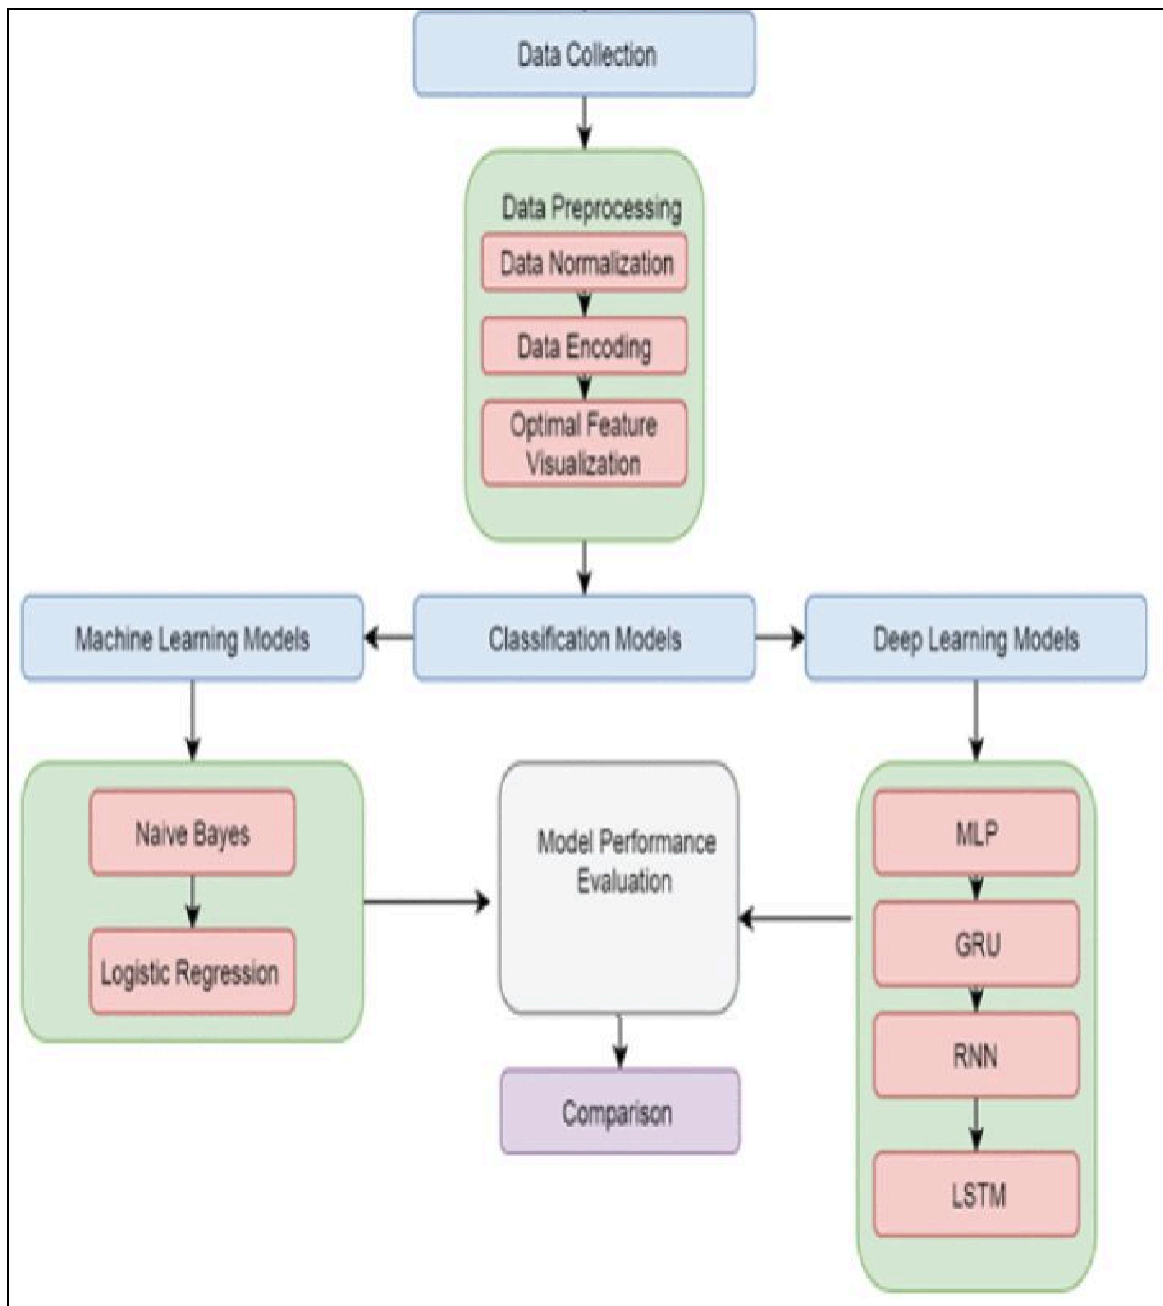 Data Collection
Data Preprocessing
Data Normalization
Data Encoding
Optimal Feature
Visualization
Machine Learning Models
Classification Models
Deep Learning Models
Naive Bayes
Logistic Regression
Model Performance
Evaluation
Comparison
MLP
GRU
RNN
LSTM